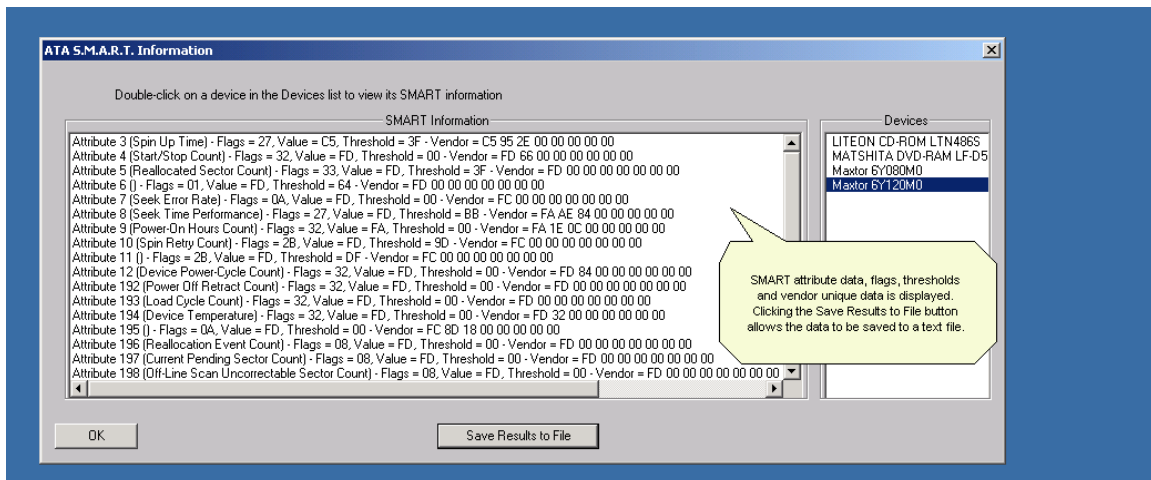 ATA S.M.A.R.T. Information
Double-click on a device in the Devices list to view its SMART information
SMART Information
Attribute 3 (Spin Up Time) - Flags = 27, Value = C5, Threshold = 3F - Vendor = C5 95 2E 00 00 00 00 00
Attribute 4 (Start/Stop Count) - Flags = 32, Value = FD, Threshold = 00 - Vendor = FD 66 00 00 00 00 00 00
Attribute 5 (Reallocated Sector Count) - Flags = 33, Value = FD, Threshold = 3F - Vendor = FD 00 00 00 00 00 00 00
Attribute 6 () - Flags = 01, Value = FD, Threshold = 64 - Vendor = FD 00 00 00 00 00 00 00
Attribute 7 (Seek Error Rate) - Flags = 0A, Value = FD, Threshold = 00 - Vendor = FC 00 00 00 00 00 00 00
Attribute 8 (Seek Time Performance) - Flags = 27, Value = FD, Threshold = BB - Vendor = FA AE 84 00 00 00 00 00
Attribute 9 (Power-On Hours Count) - Flags = 32, Value = FA, Threshold = 00 - Vendor = FA 1E 0C 00 00 00 00 00
Attribute 10 (Spin Retry Count) - Flags = 2B, Value = FD, Threshold = 9D - Vendor = FC 00 00 00 00 00 00 00
Attribute 11 () - Flags = 2B, Value = FD, Threshold = DF - Vendor = FC 00 00 00 00 00 00 00
Attribute 12 (Device Power-Cycle Count) - Flags = 32, Value = FD, Threshold = 00 - Vendor = FD 84 00 00 00 00 00 00
Attribute 192 (Power Off Retract Count) - Flags = 32, Value = FD, Threshold = 00 - Vendor = FD 00 00 00 00 00 00 00
Attribute 193 (Load Cycle Count) - Flags = 32, Value = FD, Threshold = 00 - Vendor = FD 00 00 00 00 00 00 00
Attribute 194 (Device Temperature) - Flags = 32, Value = FD, Threshold = 00 - Vendor = FD 32 00 00 00 00 00 00
Attribute 195 () - Flags = 0A, Value = FD, Threshold = 00 - Vendor = FC 8D 18 00 00 00 00 00
Attribute 196 (Reallocation Event Count) - Flags = 08, Value = FD, Threshold = 00 - Vendor = FD 00 00 00 00 00 00 00
Attribute 197 (Current Pending Sector Count) - Flags = 08, Value = FD, Threshold = 00 - Vendor = FD 00 00 00 00 00 00 00
Attribute 198 (Off-Line Scan Uncorrectable Sector Count) - Flags = 08, Value = FD, Threshold = 00 - Vendor = FD 00 00 00 00 00 00 00
Devices
LITEON CD-ROM LTN486S
MATSHITA DVD-RAM LF-D5
Maxtor 6Y080M0
Maxtor 6Y120M0
SMART attribute data, flags, thresholds
and vendor unique data is displayed.
Clicking the Save Results to File button
allows the data to be saved to a text file.
OK
Save Results to File